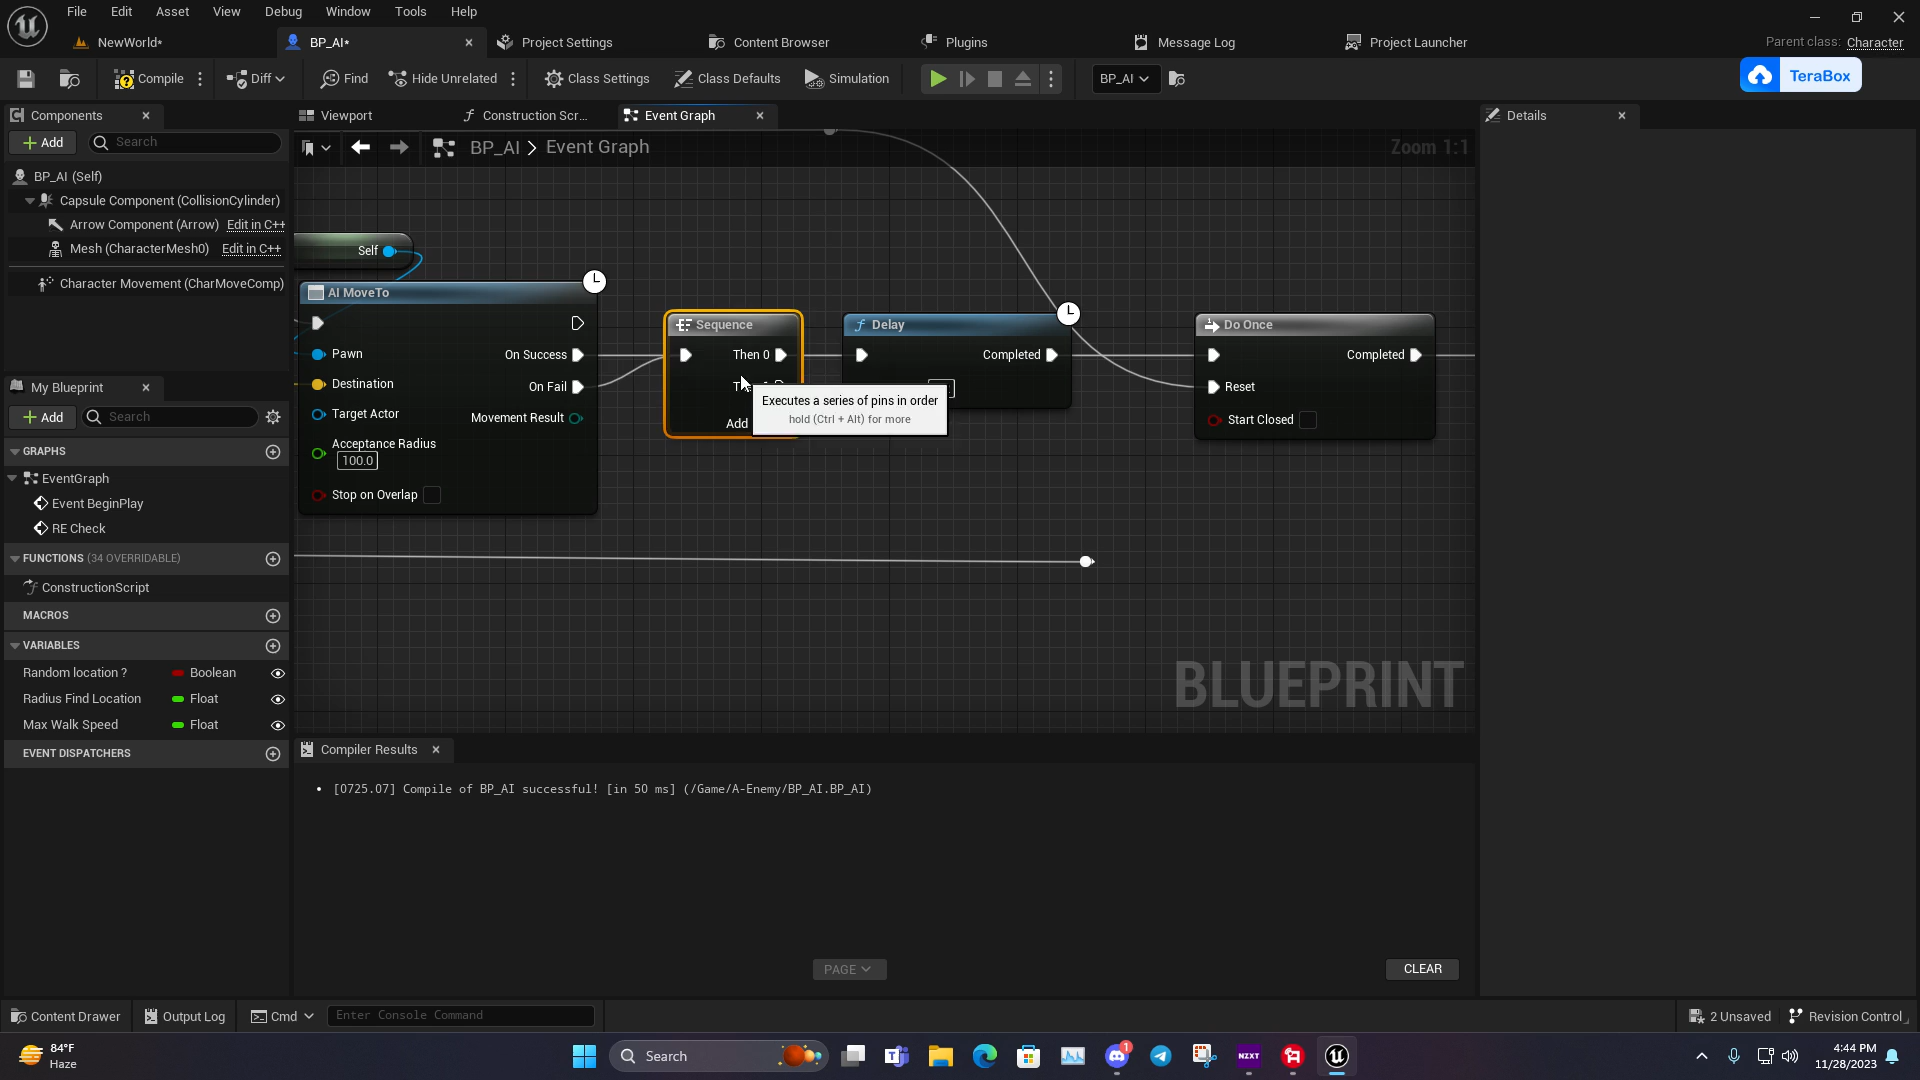 File Edit Asset View Debug Window Tools Help
NewWorld* BP_AI* Project Settings Content Browser Plugins Message Log Project Launcher Parent class: Character
Compile Diff Find Hide Unrelated Class Settings Class Defaults Simulation BP_AI TeraBox
Components Viewport Construction Scr... Event Graph Details
Add Search BP_AI > Event Graph Zoom 1:1
BP_AI (Self)
Capsule Component (CollisionCylinder)
Arrow Component (Arrow) Edit in C++
Mesh (CharacterMesh0) Edit in C++
Character Movement (CharMoveComp)
Self
AI MoveTo
Pawn On Success
Destination On Fail
Target Actor Movement Result
Acceptance Radius
100.0
Stop on Overlap
Sequence
Then 0
Add
Executes a series of pins in order
hold (Ctrl + Alt) for more
Delay
Completed
Do Once
Completed
Reset
Start Closed
BLUEPRINT
My Blueprint
Add Search
GRAPHS
EventGraph
Event BeginPlay
RE Check
FUNCTIONS (34 OVERRIDABLE)
ConstructionScript
MACROS
VARIABLES
Random location ? Boolean
Radius Find Location Float
Max Walk Speed Float
EVENT DISPATCHERS
Compiler Results
[0725.07] Compile of BP_AI successful! [in 50 ms] (/Game/A-Enemy/BP_AI.BP_AI)
PAGE CLEAR
Content Drawer Output Log Cmd Enter Console Command 2 Unsaved Revision Control
84°F
Haze
Search
NZXT
1
4:44 PM
11/28/2023